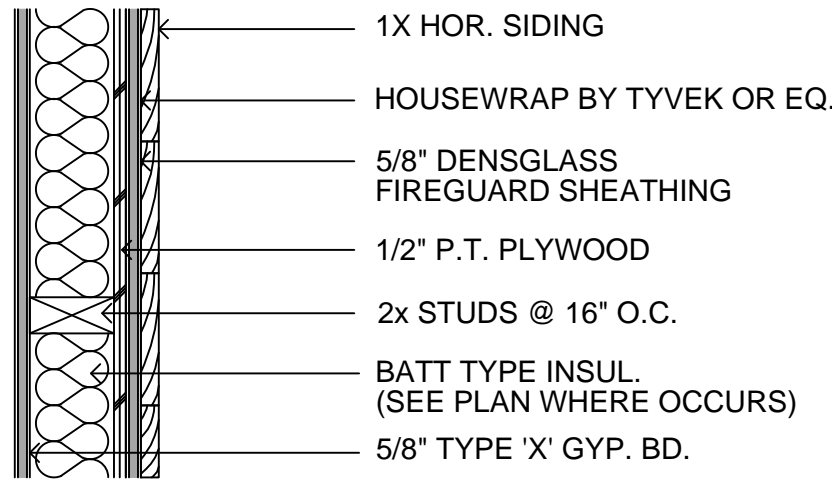 1X HOR. SIDING
HOUSEWRAP BY TYVEK OR EQ.
5/8" DENSGLASS
FIREGUARD SHEATHING
1/2" P.T. PLYWOOD
2x STUDS @ 16" O.C.
BATT TYPE INSUL.
(SEE PLAN WHERE OCCURS)
5/8" TYPE 'X' GYP. BD.